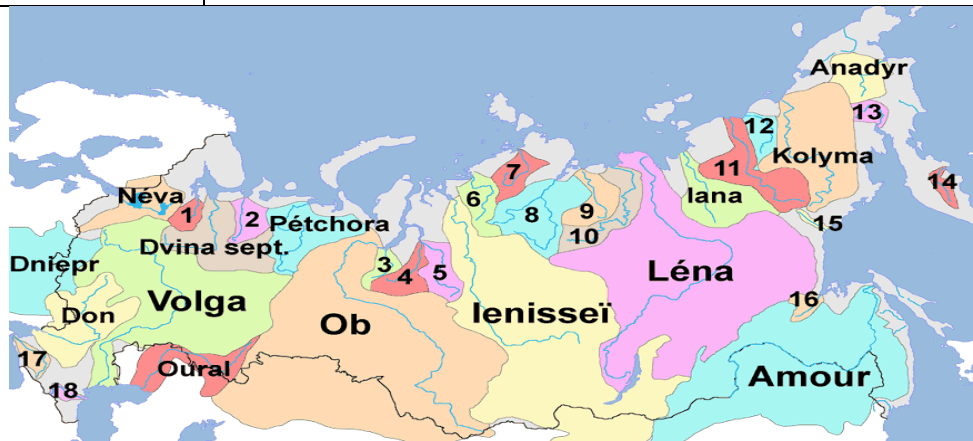 Anadyr
13
12
Kolyma
7
11
14
Néva
6
Iana
1
2
Pétchora
8
9
15
10
Dvina sept.
Dniepr
3
4
5
Léna
Volga
Ienisseï
16
Don
Ob
17
Oural
Amour
18